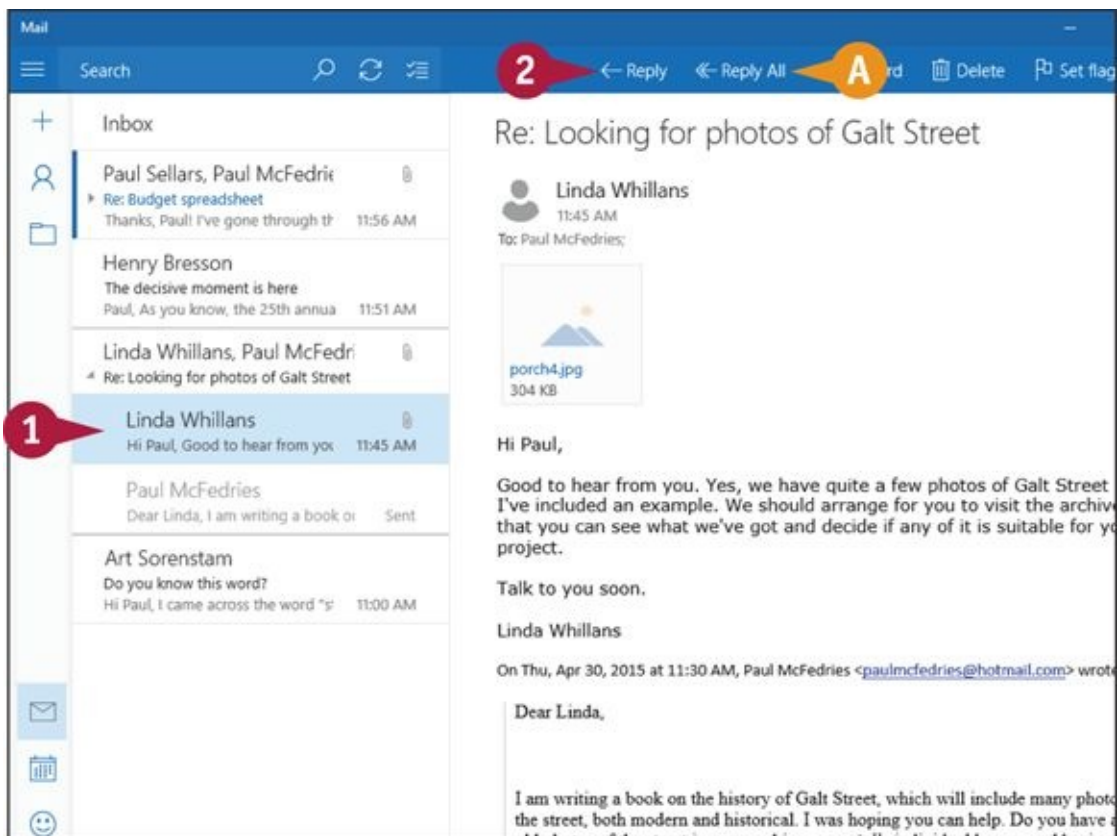 Mail
Search
2
Reply
Reply All
A
rd
Delete
Set flag
Inbox
Paul Sellars, Paul McFedrie
Re: Budget spreadsheet
Thanks, Paul! I've gone through th 11:56 AM
Henry Bresson
The decisive moment is here
Paul, As you know, the 25th annua 11:51 AM
Linda Whillans, Paul McFedri
Re: Looking for photos of Galt Street
1
Linda Whillans
Hi Paul, Good to hear from you 11:45 AM
Paul McFedries
Dear Linda, I am writing a book o Sent
Art Sorenstam
Do you know this word?
Hi Paul, I came across the word "s 11:00 AM
Re: Looking for photos of Galt Street
Linda Whillans
11:45 AM
To: Paul McFedries;
porch4.jpg
304 KB
Hi Paul,
Good to hear from you. Yes, we have quite a few photos of Galt Street
I've included an example. We should arrange for you to visit the archiv
that you can see what we've got and decide if any of it is suitable for yo
project.
Talk to you soon.
Linda Whillans
On Thu, Apr 30, 2015 at 11:30 AM, Paul McFedries <paulmcfedries@hotmail.com> wrote
Dear Linda,
I am writing a book on the history of Galt Street, which will include many photo
the street, both modern and historical. I was hoping you can help. Do you have a